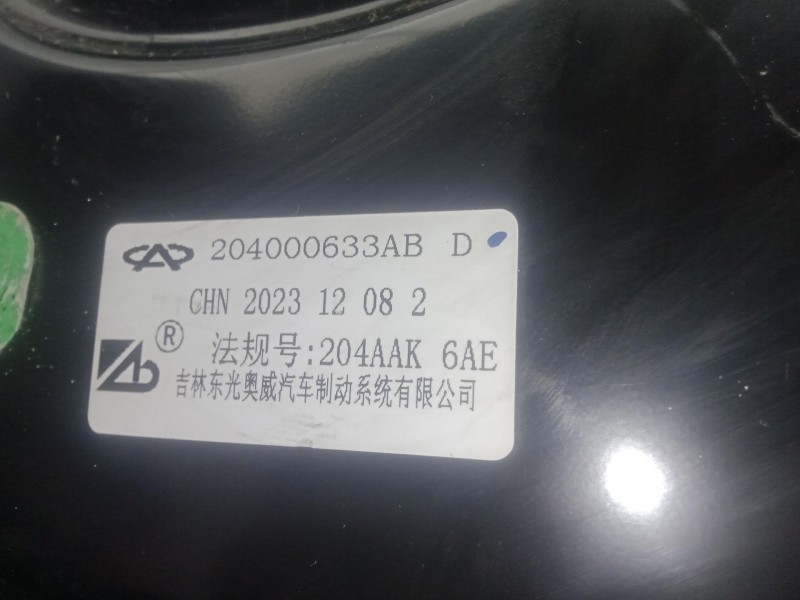 204000633AB D
CHN 2023 12 08 2
® 法规号:204AAK 6AE
吉林东光奥威汽车制动系统有限公司